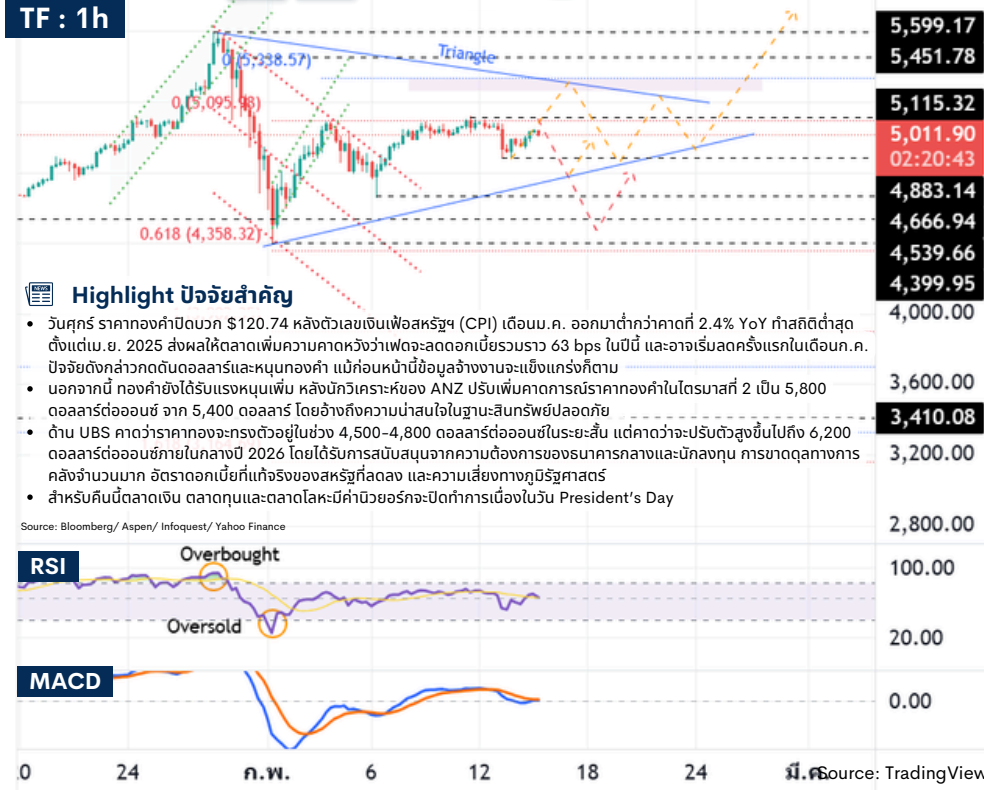 TF : 1h
5,599.17
5,451.78
Triangle
0 (5,338.57)
0 (5,095.98)
5,115.32
5,011.90
02:20:43
4,883.14
4,666.94
0.618 (4,358.32)
4,539.66
4,399.95
4,000.00
3,600.00
3,410.08
3,200.00
2,800.00
NEWS
Highlight ปัจจัยสำคัญ
• วันศุกร์ ราคาทองคำปิดบวก $120.74 หลังตัวเลขเงินเฟ้อสหรัฐฯ (CPI) เดือนม.ค. ออกมาต่ำกว่าคาดที่ 2.4% YoY ทำสถิติต่ำสุด
ตั้งแต่เม.ย. 2025 ส่งผลให้ตลาดเพิ่มความคาดหวังว่าเฟดจะลดดอกเบี้ยรวมราว 63 bps ในปีนี้ และอาจเริ่มลดครั้งแรกในเดือนก.ค.
ปัจจัยดังกล่าวกดดันดอลลาร์และหนุนทองคำ แม้ก่อนหน้านี้ข้อมูลจ้างงานจะแข็งแกร่งก็ตาม
• นอกจากนี้ ทองคำยังได้รับแรงหนุนเพิ่ม หลังนักวิเคราะห์ของ ANZ ปรับเพิ่มคาดการณ์ราคาทองคำในไตรมาสที่ 2 เป็น 5,800
ดอลลาร์ต่อออนซ์ จาก 5,400 ดอลลาร์ โดยอ้างถึงความน่าสนใจในฐานะสินทรัพย์ปลอดภัย
• ด้าน UBS คาดว่าราคาทองจะทรงตัวอยู่ในช่วง 4,500-4,800 ดอลลาร์ต่อออนซ์ในระยะสั้น แต่คาดว่าจะปรับตัวสูงขึ้นไปถึง 6,200
ดอลลาร์ต่อออนซ์ภายในกลางปี 2026 โดยได้รับการสนับสนุนจากความต้องการของธนาคารกลางและนักลงทุน การขาดดุลทางการ
คลังจำนวนมาก อัตราดอกเบี้ยที่แท้จริงของสหรัฐที่ลดลง และความเสี่ยงทางภูมิรัฐศาสตร์
• สำหรับคืนนี้ตลาดเงิน ตลาดทุนและตลาดโลหะมีค่านิวยอร์กจะปิดทำการเนื่องในวัน President's Day
Source: Bloomberg/ Aspen/ Infoquest/ Yahoo Finance
RSI
Overbought
Oversold
100.00
20.00
MACD
0.00
24
ก.พ.
6
12
18
24
มี.ค.
Source: TradingView